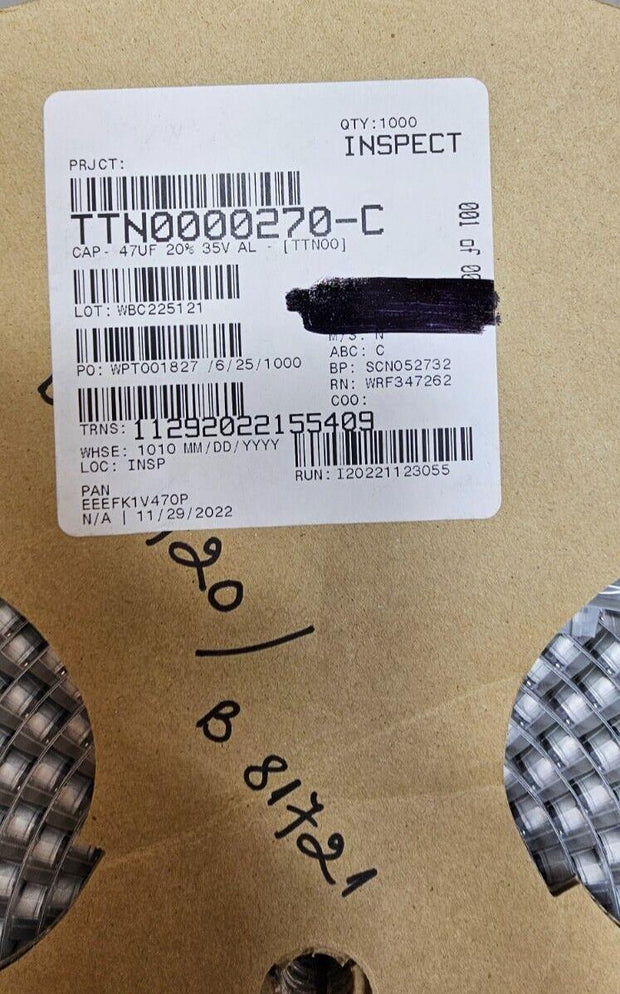 QTY:1000
INSPECT
PRJCT:
TTN0000270-C
CAP- 47UF 20% 35V AL - [TTN00]
LOT: WBC225121
M/S: N
ABC: C
PO: WPT001827 /6/25/1000
BP: SCN052732
RN: WRF347262
COO:
TRNS: 11292022155409
WHSE: 1010 MM/DD/YYYY
LOC: INSP
RUN: I20221123055
PAN
EEEFK1V470P
N/A | 11/29/2022
120/
B 81721